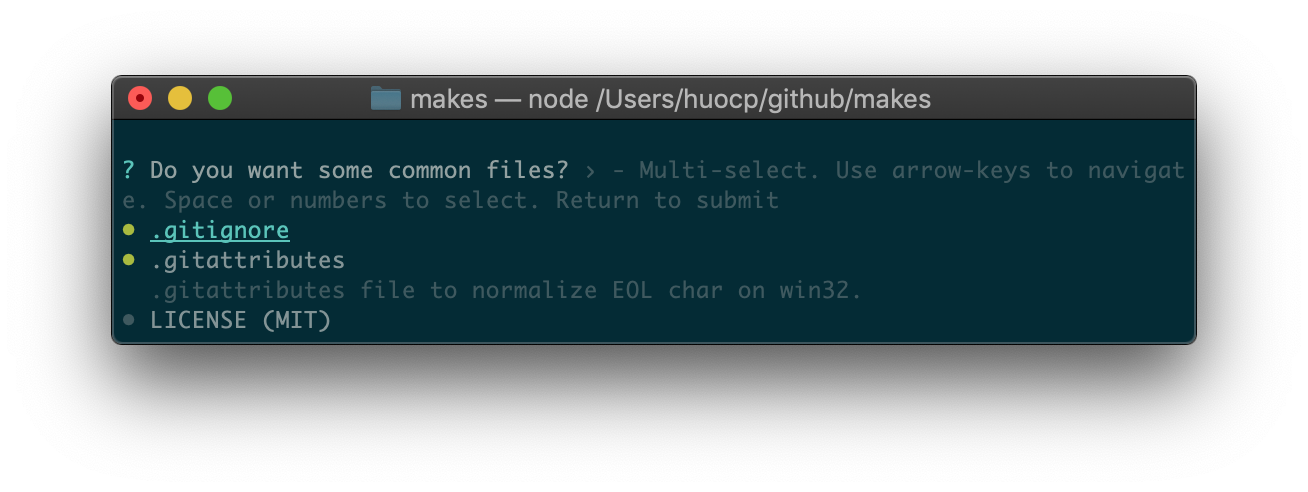 makes — node /Users/huocp/github/makes
? Do you want some common files? › - Multi-select. Use arrow-keys to navigat
e. Space or numbers to select. Return to submit
● .gitignore
● .gitattributes
.gitattributes file to normalize EOL char on win32.
● LICENSE (MIT)